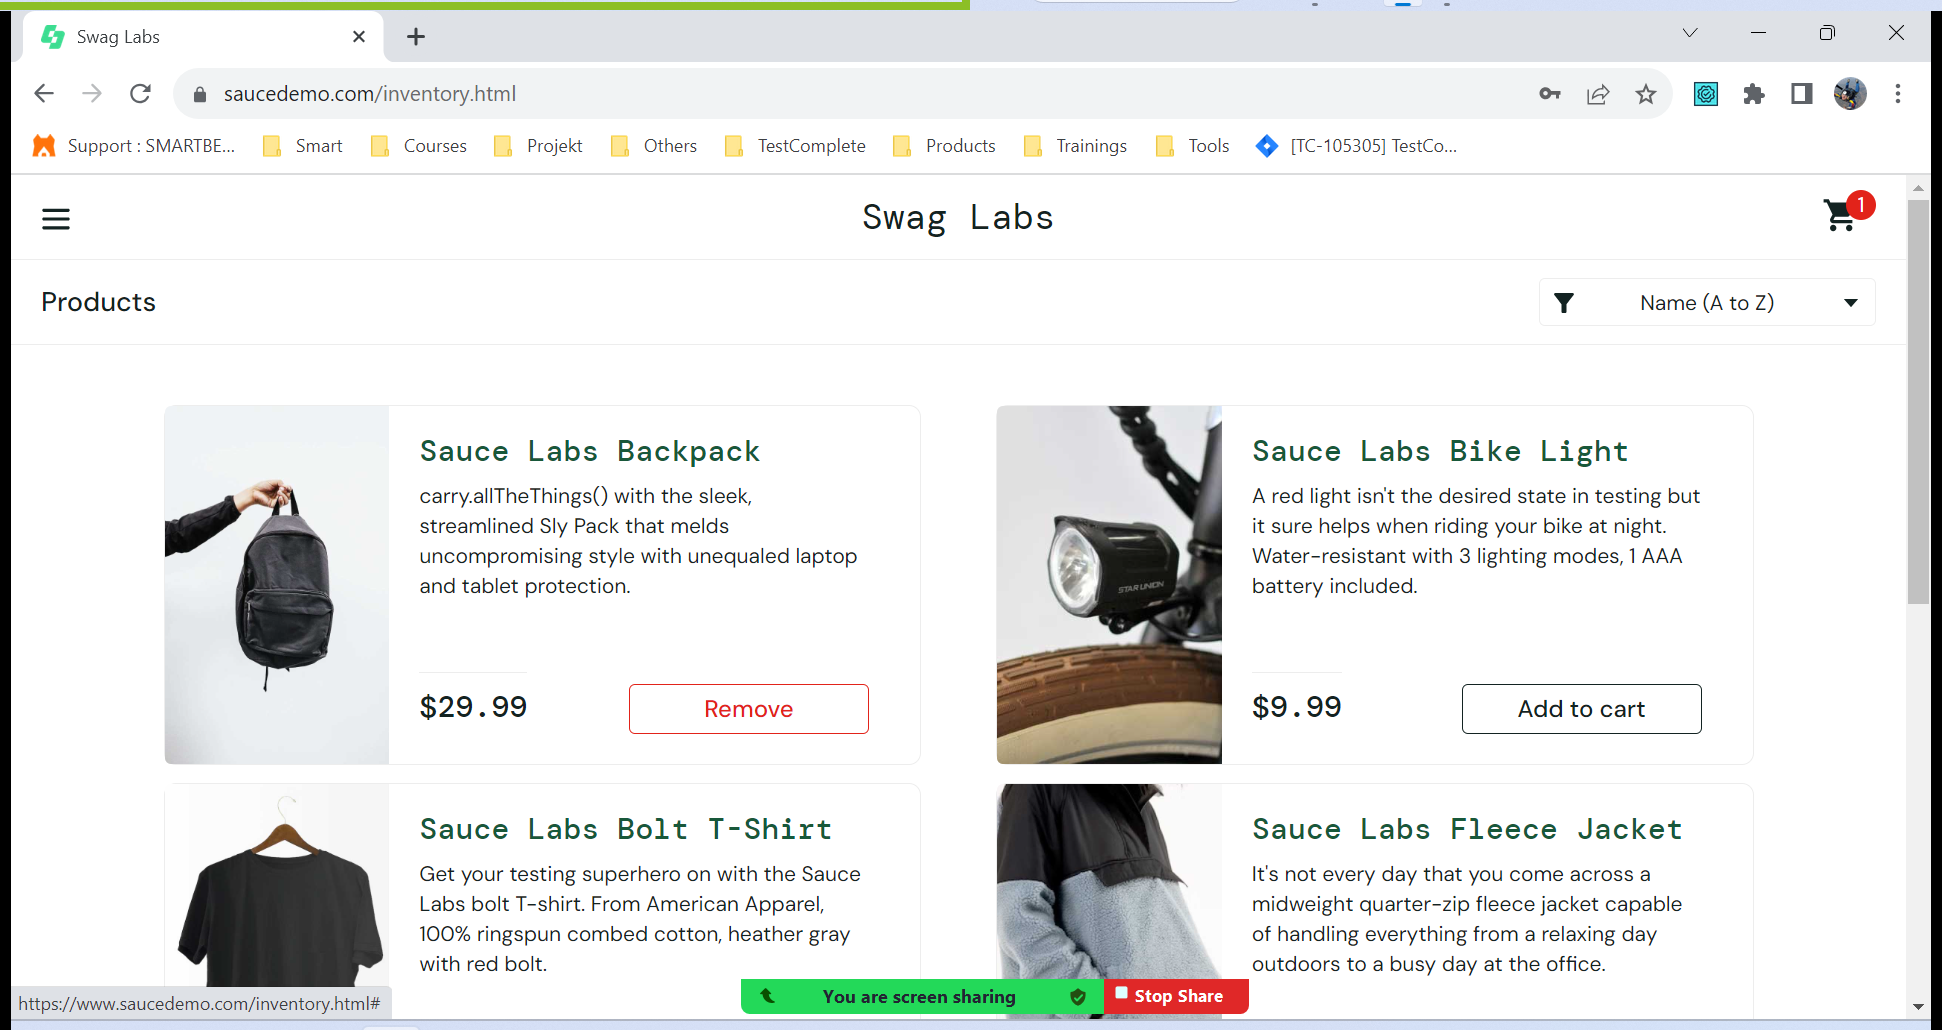 Swag Labs
saucedemo.com/inventory.html
Support : SMARTBE...
Smart
Courses
Projekt
Others
TestComplete
Products
Trainings
Tools
[TC-105305] TestCo...
Swag Labs
1
Products
Name (A to Z)
Sauce Labs Backpack
carry.allTheThings() with the sleek,
streamlined Sly Pack that melds
uncompromising style with unequaled laptop
and tablet protection.
$29.99
Remove
Sauce Labs Bike Light
A red light isn't the desired state in testing but
it sure helps when riding your bike at night.
Water-resistant with 3 lighting modes, 1 AAA
battery included.
STAR UNION
$9.99
Add to cart
Sauce Labs Bolt T-Shirt
Get your testing superhero on with the Sauce
Labs bolt T-shirt. From American Apparel,
100% ringspun combed cotton, heather gray
with red bolt.
Sauce Labs Fleece Jacket
It's not every day that you come across a
midweight quarter-zip fleece jacket capable
of handling everything from a relaxing day
outdoors to a busy day at the office.
https://www.saucedemo.com/inventory.html#
You are screen sharing
Stop Share